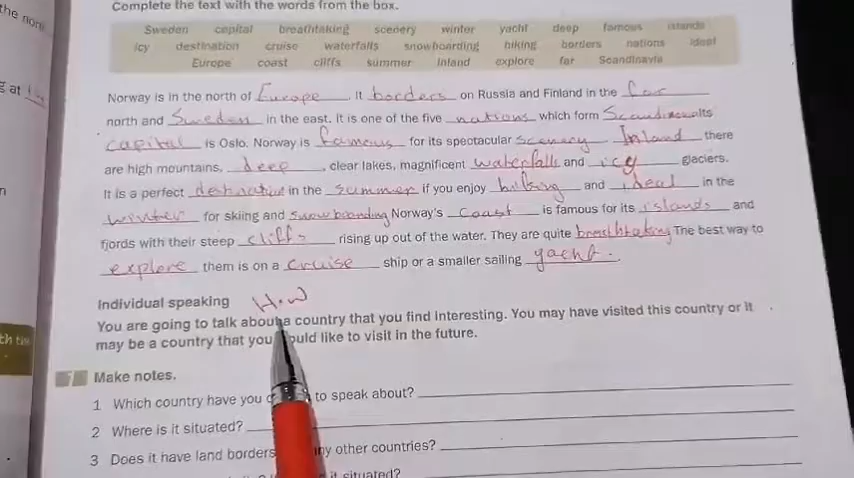 the nor
Complete the text with the words from the box.
Sweden capital breathtaking scenery winter yacht deep famous islands
icy destination cruise waterfalls snowboarding hiking borders nations ideal
Europe coast cliffs summer Inland explore far Scandinavia
Norway is in the north of Europe. It borders on Russia and Finland in the far
g at
north and Sweden in the east. It is one of the five nations which form Scandinavia Its
capital is Oslo. Norway is famous for its spectacular scenery. Inland there
are high mountains, deep, clear lakes, magnificent waterfalls and icy glaciers.
It is a perfect destination in the summer if you enjoy hiking and ideal in the
winter for skiing and snowboarding Norway's coast is famous for its islands and
fjords with their steep cliffs rising up out of the water. They are quite breathtaking The best way to
explore them is on a cruise ship or a smaller sailing yacht.
Individual speaking H.W
You are going to talk about a country that you find interesting. You may have visited this country or it
may be a country that you would like to visit in the future.
Make notes.
1 Which country have you to speak about?
2 Where is it situated?
3 Does it have land borders any other countries?
it situated?